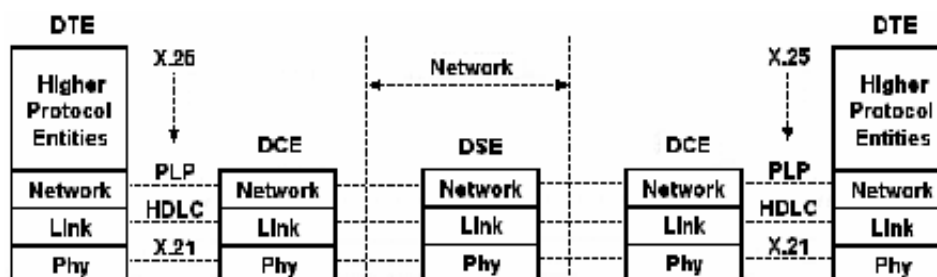 DTE
DTE
X.25
X.25
Network
Higher
Protocol
Entities
Higher
Protocol
Entities
DCE
DSE
DCE
PLP
PLP
Network
Network
Network
Network
Network
HDLC
HDLC
Link
Link
Link
Link
Link
X.21
X.21
Phy
Phy
Phy
Phy
Phy